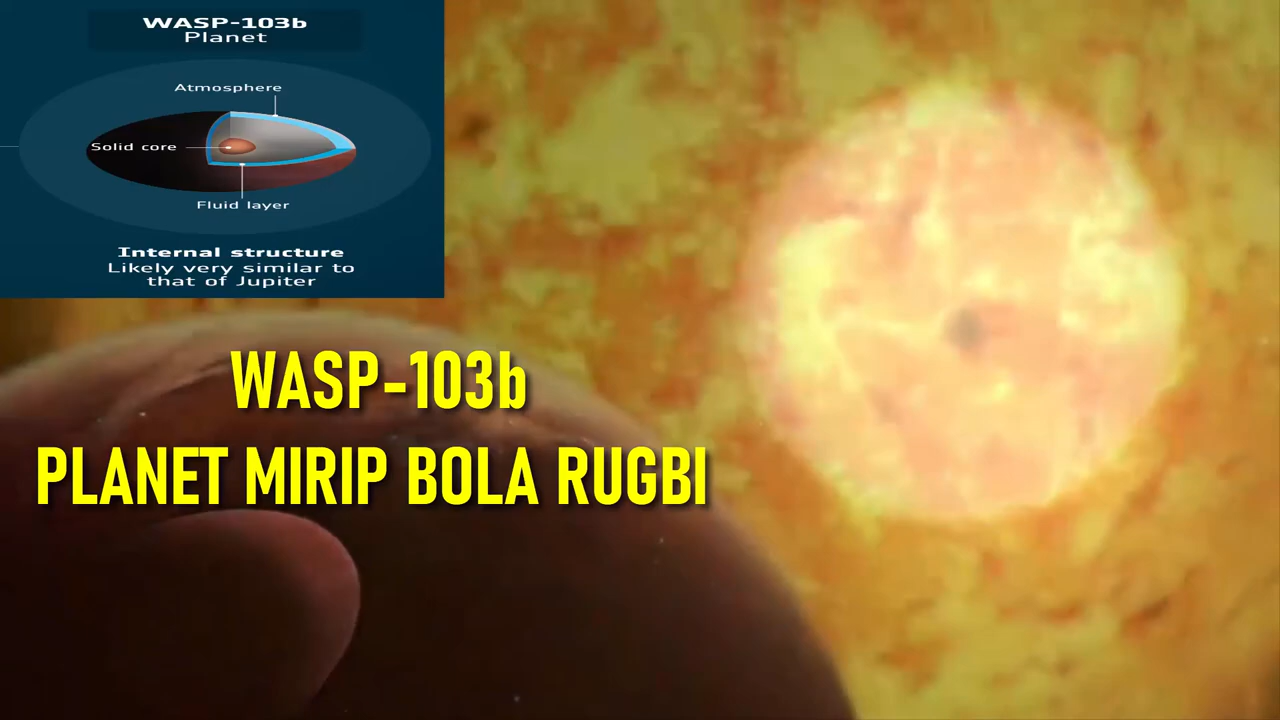 WASP-103b
Planet
Atmosphere
Solid core
Fluid layer
Internal structure
Likely very similar to
that of Jupiter
WASP-103b
PLANET MIRIP BOLA RUGBI